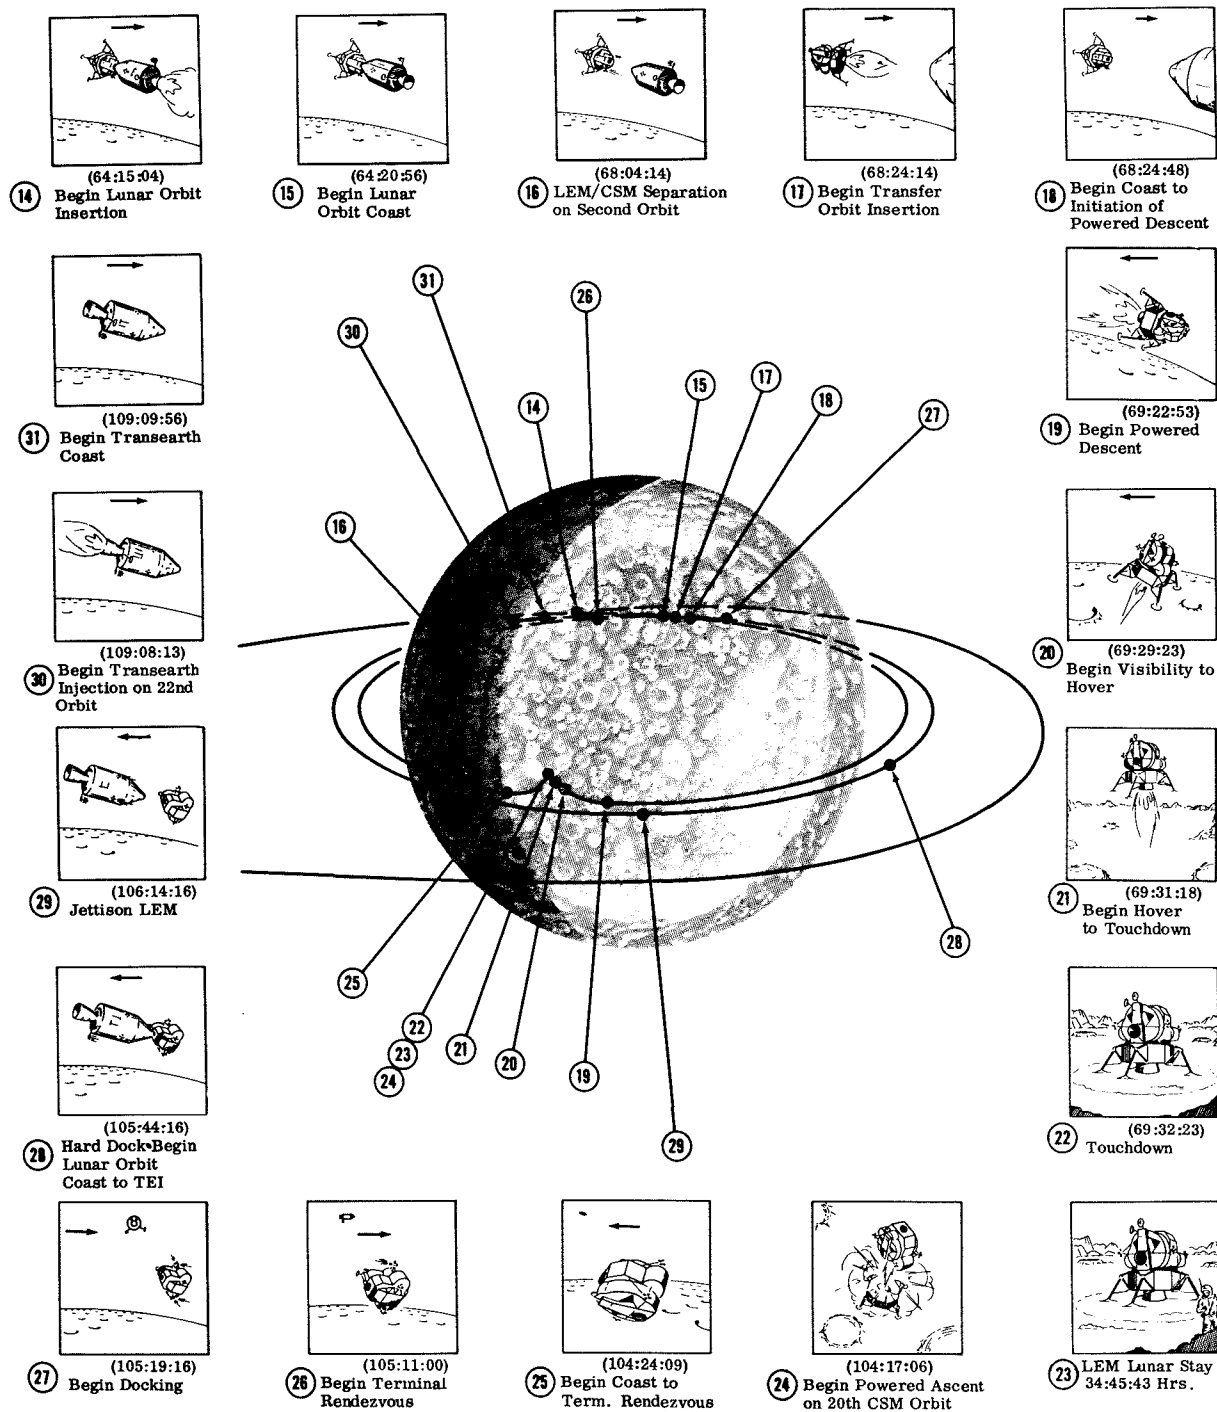 (64:15:04)
14 Begin Lunar Orbit
Insertion
(64:20:56)
15 Begin Lunar
Orbit Coast
(68:04:14)
16 LEM/CSM Separation
on Second Orbit
(68:24:14)
17 Begin Transfer
Orbit Insertion
(68:24:48)
18 Begin Coast to
Initiation of
Powered Descent
(109:09:56)
31 Begin Transearth
Coast
(69:22:53)
19 Begin Powered
Descent
(109:08:13)
30 Begin Transearth
Injection on 22nd
Orbit
(69:29:23)
20 Begin Visibility to
Hover
(106:14:16)
29 Jettison LEM
(69:31:18)
21 Begin Hover
to Touchdown
(105:44:16)
28 Hard Dock•Begin
Lunar Orbit
Coast to TEI
(69:32:23)
22 Touchdown
(105:19:16)
27 Begin Docking
(105:11:00)
26 Begin Terminal
Rendezvous
(104:24:09)
25 Begin Coast to
Term. Rendezvous
(104:17:06)
24 Begin Powered Ascent
on 20th CSM Orbit
23 LEM Lunar Stay
34:45:43 Hrs.
31
26
30
14
15
17
18
27
16
28
25
22
23
24
21
20
19
29